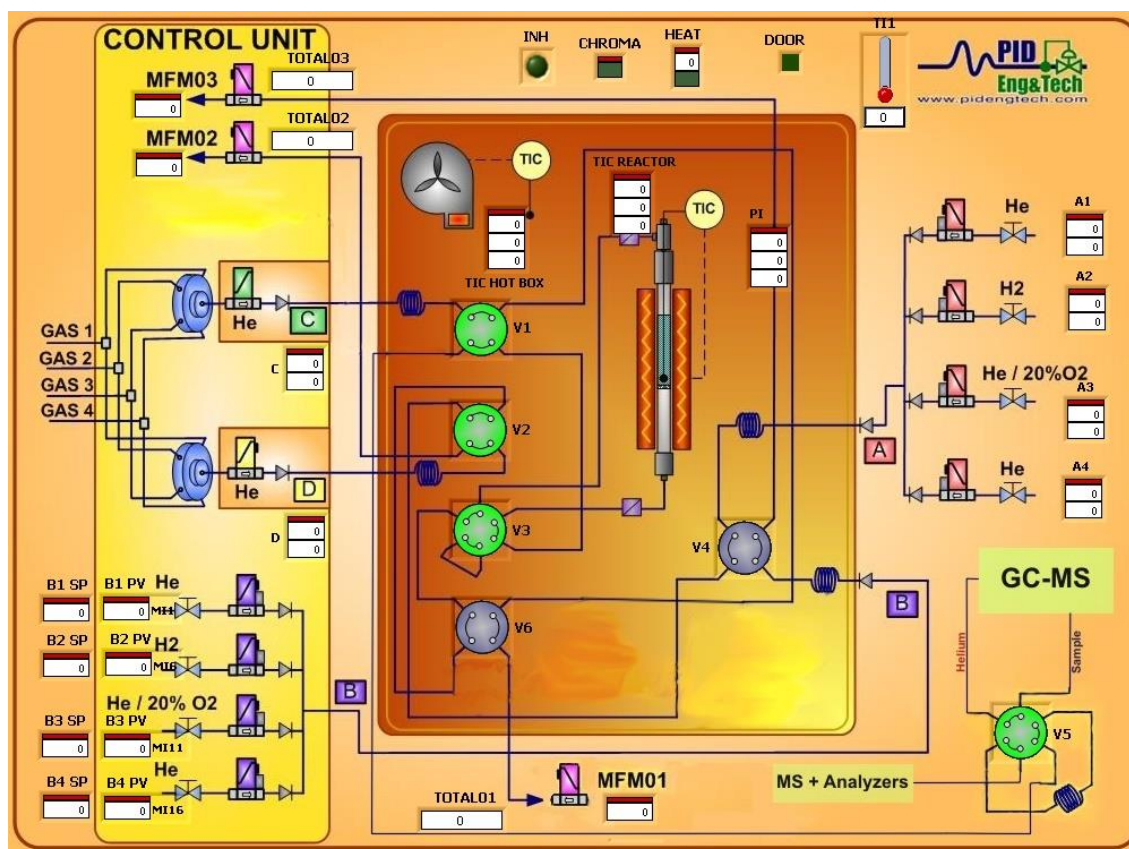 CONTROL UNIT
TOTAL03
0
MFM03
0
TOTAL02
0
MFM02
0
INH
CHROMA
HEAT
0
DOOR
TI1
0
PID
Eng&Tech
www.pidengtech.com
TIC
TIC REACTOR
0
0
0
TIC
0
0
0
TIC HOT BOX
PI
0
0
0
He
A1
0
0
H2
A2
0
0
He / 20%O2
A3
0
0
He
A4
0
0
A
GAS 1
GAS 2
GAS 3
GAS 4
He
C
C
0
0
He
D
D
0
0
V1
V2
V3
V4
V6
B
B1 SP
0
B1 PV
0
MI1
He
B2 SP
0
B2 PV
0
MI6
H2
He / 20% O2
B3 SP
0
B3 PV
0
MI11
B4 SP
0
B4 PV
0
MI16
He
B
GC-MS
Helium
Sample
V5
MS + Analyzers
TOTAL01
0
MFM01
0